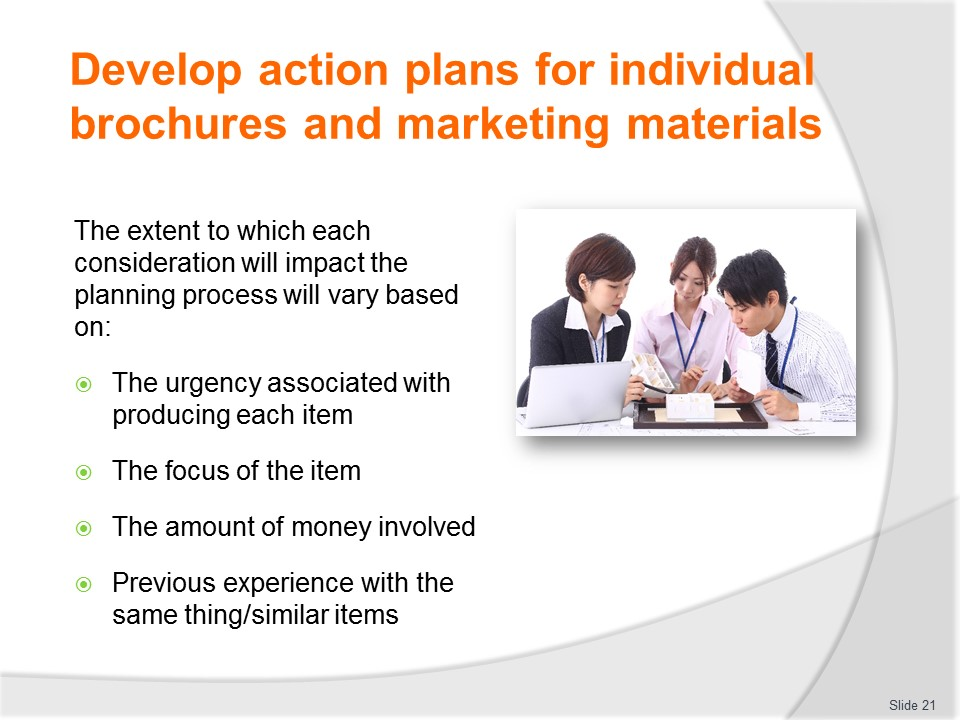 Develop action plans for individual
brochures and marketing materials
The extent to which each
consideration will impact the
planning process will vary based
on:
The urgency associated with
producing each item
The focus of the item
The amount of money involved
Previous experience with the
same thing/similar items
Slide 21